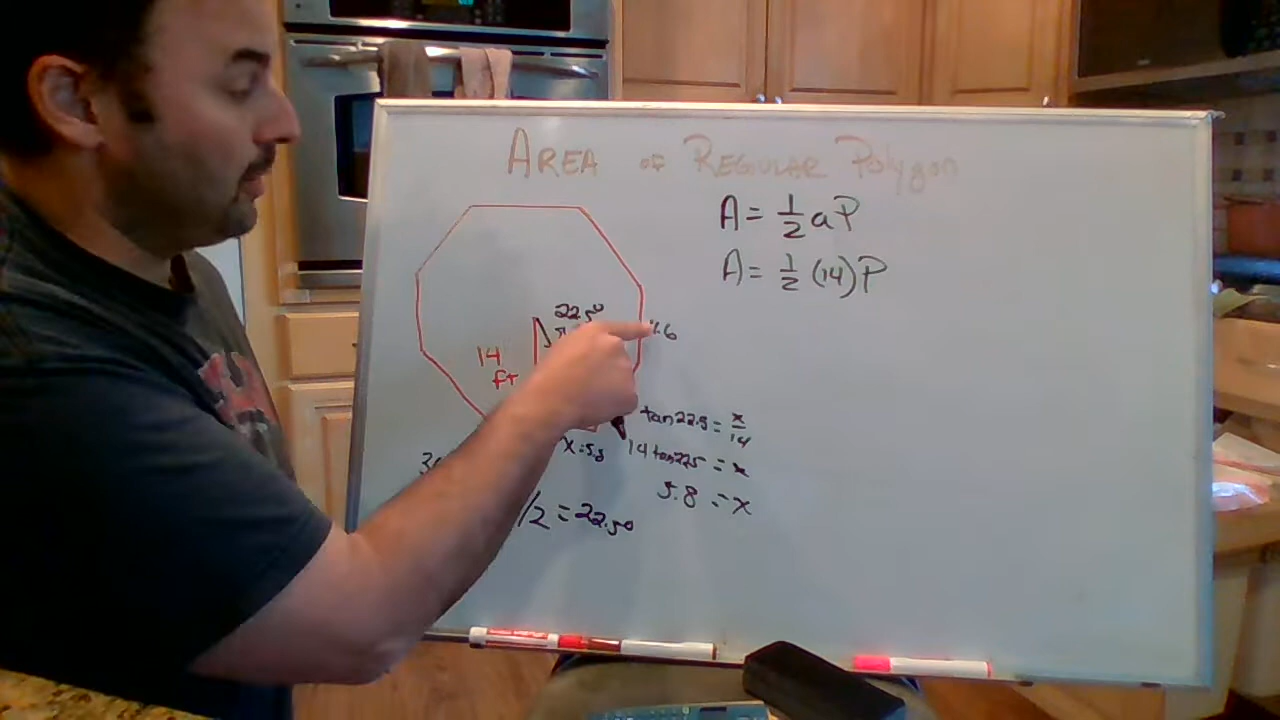 AREA OF REGULAR Polygon
A = 1/2 aP
A = 1/2 (14)P
22.5°
14
ft
tan22.5 = x/14
x=5.8
14 tan22.5 = x
5.8 = x
/2 = 22.5°